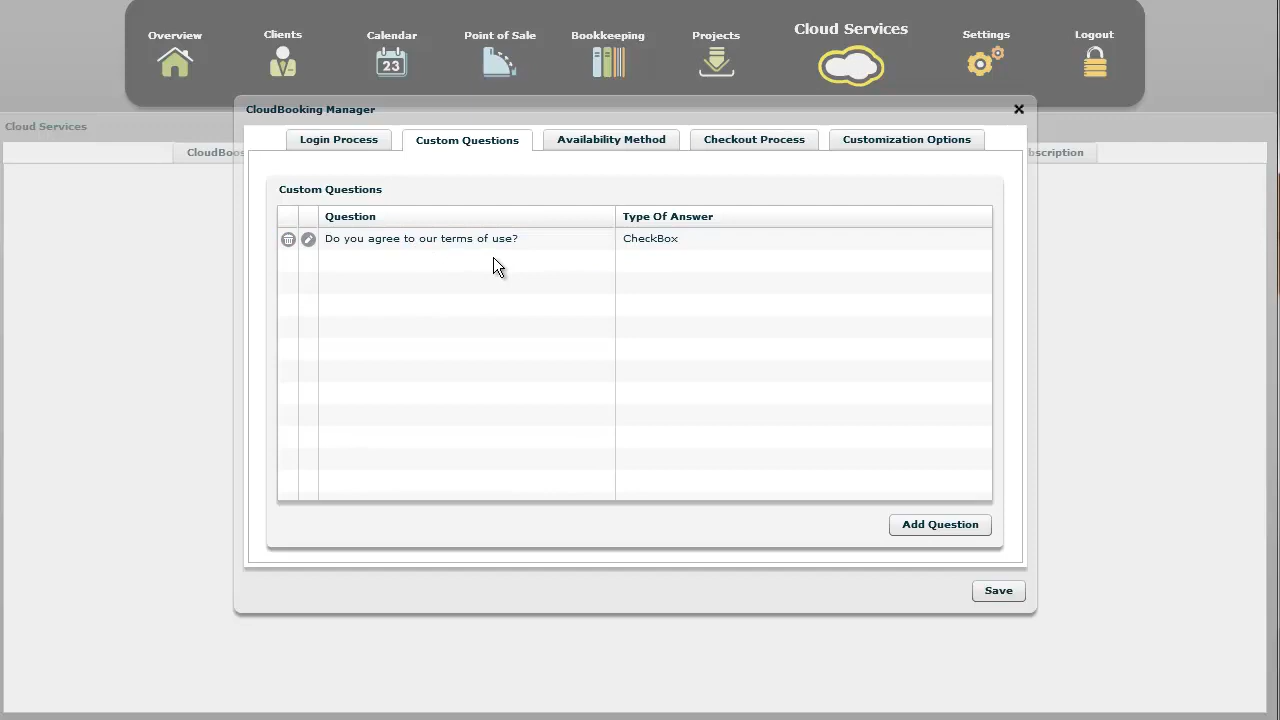 Overview
Clients
Calendar
Point of Sale
Bookkeeping
Projects
Cloud Services
Settings
Logout
23
CloudBooking Manager
Cloud Services
Login Process
Custom Questions
Availability Method
Checkout Process
Customization Options
Custom Questions
Question
Type Of Answer
Do you agree to our terms of use?
CheckBox
Add Question
Save